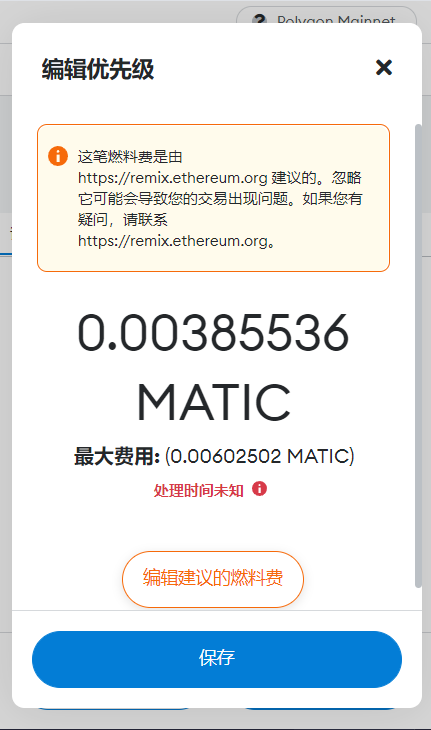 Polygon Mainnet
编辑优先级
这笔燃料费是由
https://remix.ethereum.org 建议的。忽略
它可能会导致您的交易出现问题。如果您有
疑问，请联系
https://remix.ethereum.org。
0.00385536
MATIC
最大费用: (0.00602502 MATIC)
处理时间未知
编辑建议的燃料费
保存